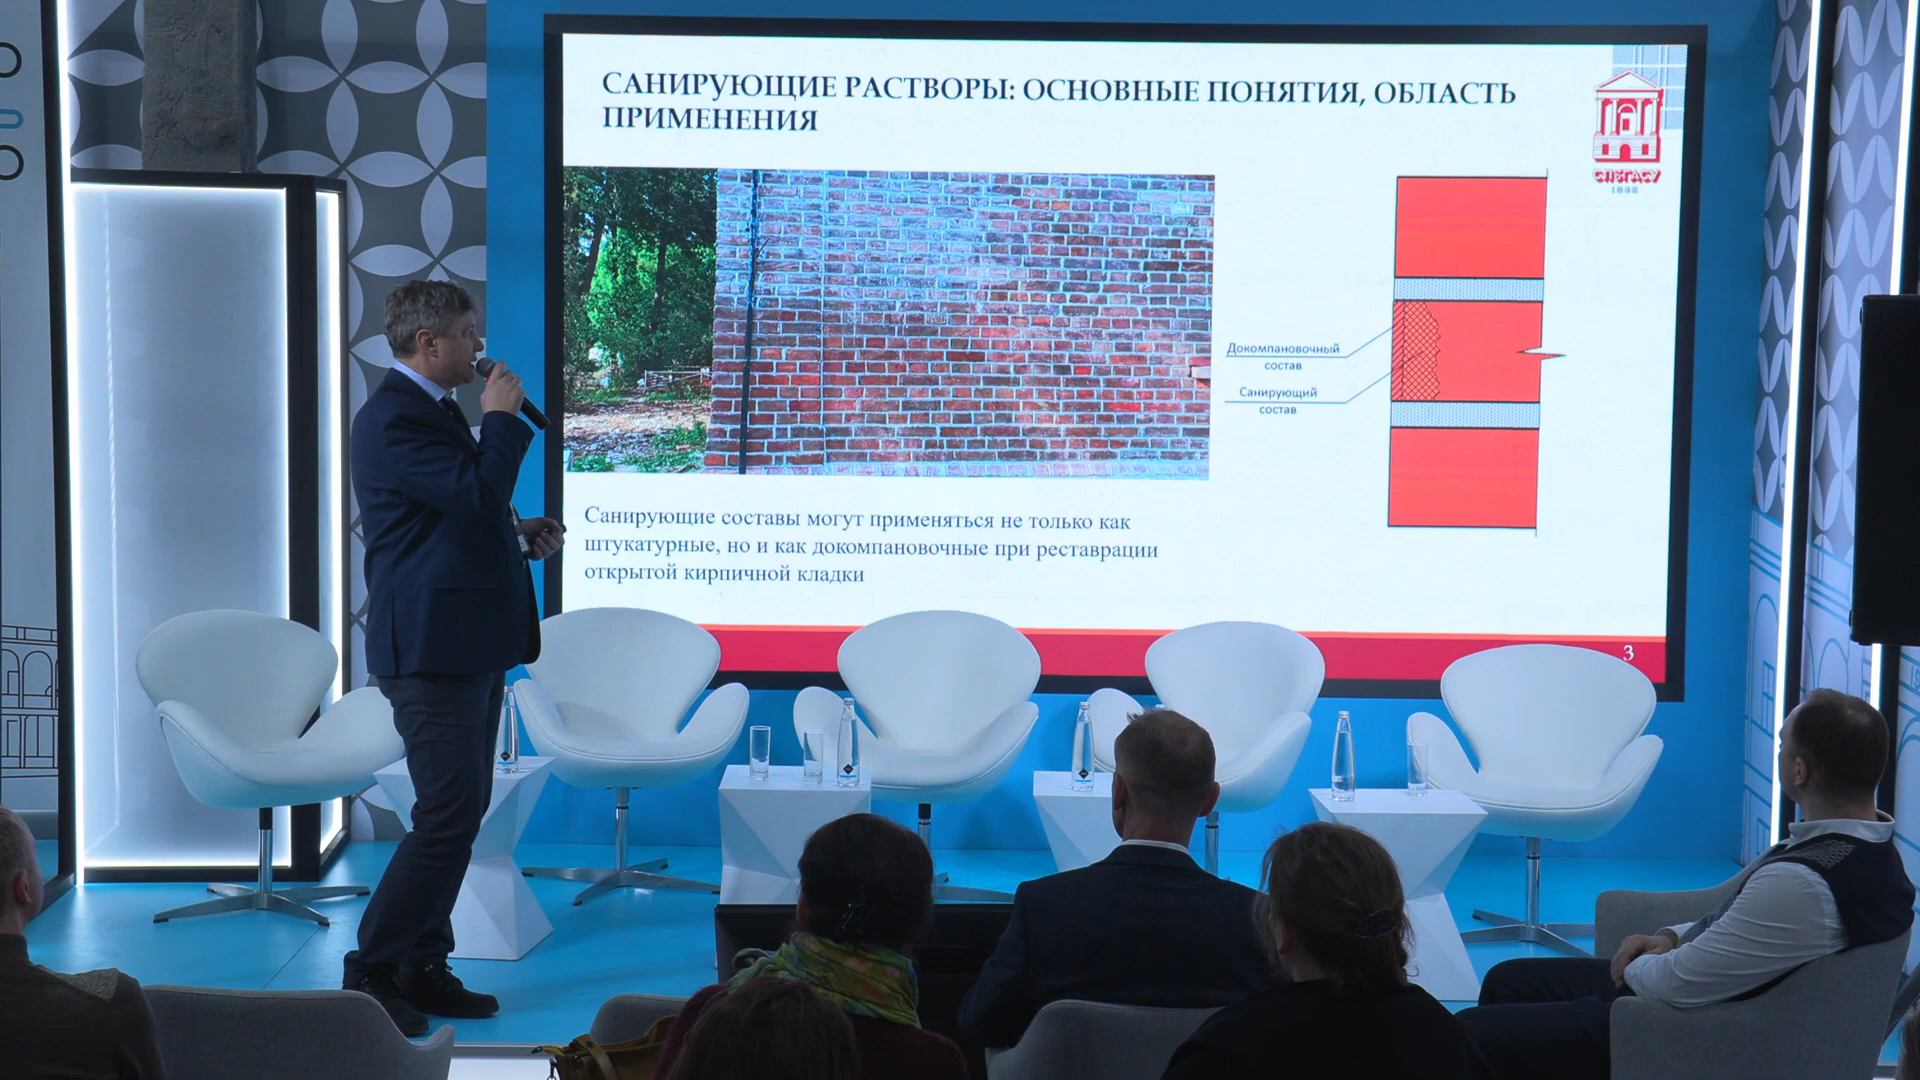 САНИРУЮЩИЕ РАСТВОРЫ: ОСНОВНЫЕ ПОНЯТИЯ, ОБЛАСТЬ
ПРИМЕНЕНИЯ
СПБГАСУ
1832
Докомпановочный
состав
Санирующий
состав
Санирующие составы могут применяться не только как
штукатурные, но и как докомпановочные при реставрации
открытой кирпичной кладки
3